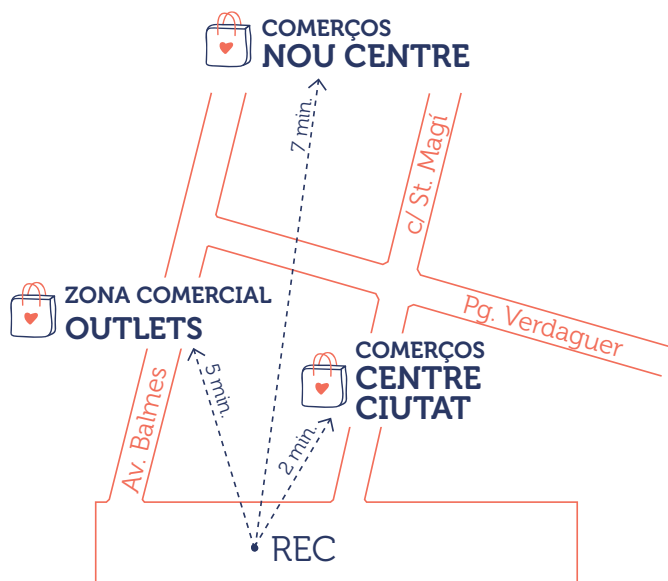 COMERÇOS
NOU CENTRE
7 min.
c/ St. Magí
ZONA COMERCIAL
OUTLETS
Pg. Verdaguer
COMERÇOS
CENTRE
CIUTAT
5 min.
Av. Balmes
2 min.
REC